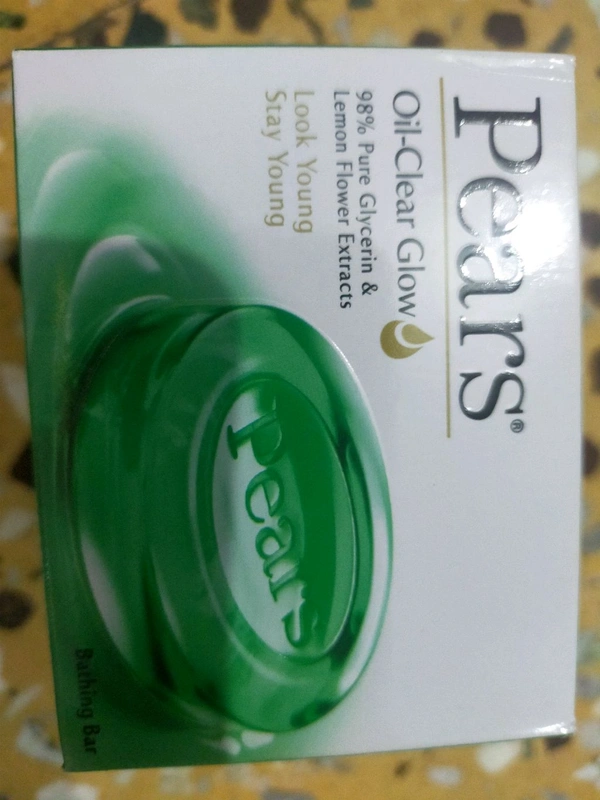 Pears®
Oil-Clear Glow
98% Pure Glycerin &
Lemon Flower Extracts
Look Young
Stay Young
Pears
Bathing Bar